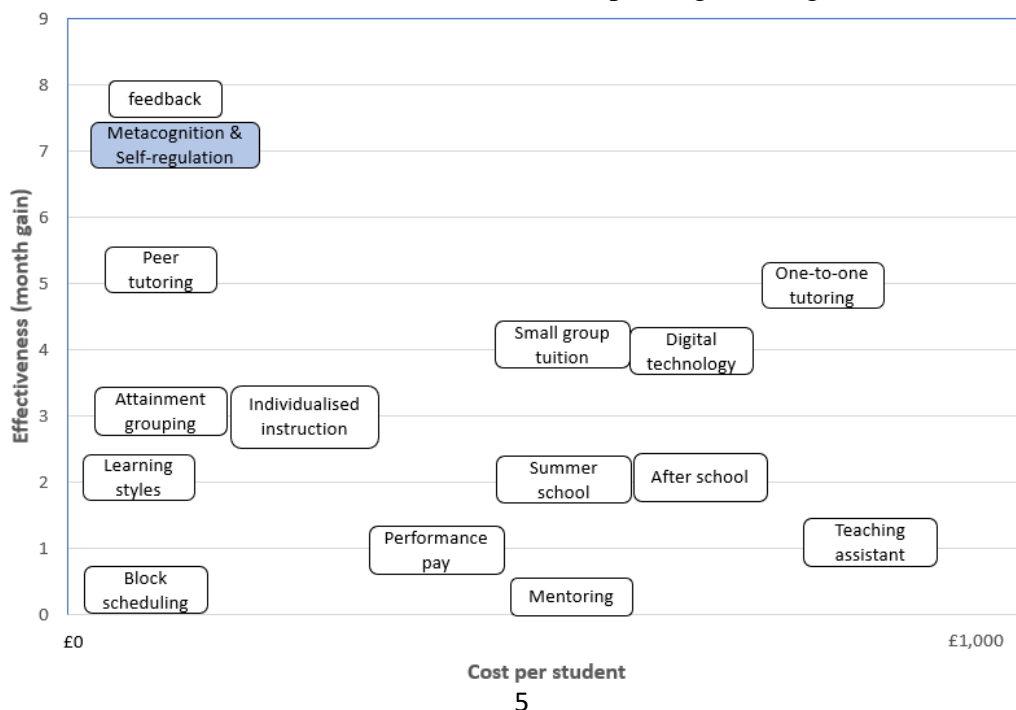 9
8
7
6
5
4
3
2
1
0
Effectiveness (month gain)
feedback
Metacognition &
Self-regulation
Peer
tutoring
One-to-one
tutoring
Small group
tuition
Digital
technology
Attainment
grouping
Individualised
instruction
Learning
styles
Summer
school
After school
Performance
pay
Teaching
assistant
Block
scheduling
Mentoring
£0
£1,000
Cost per student
5